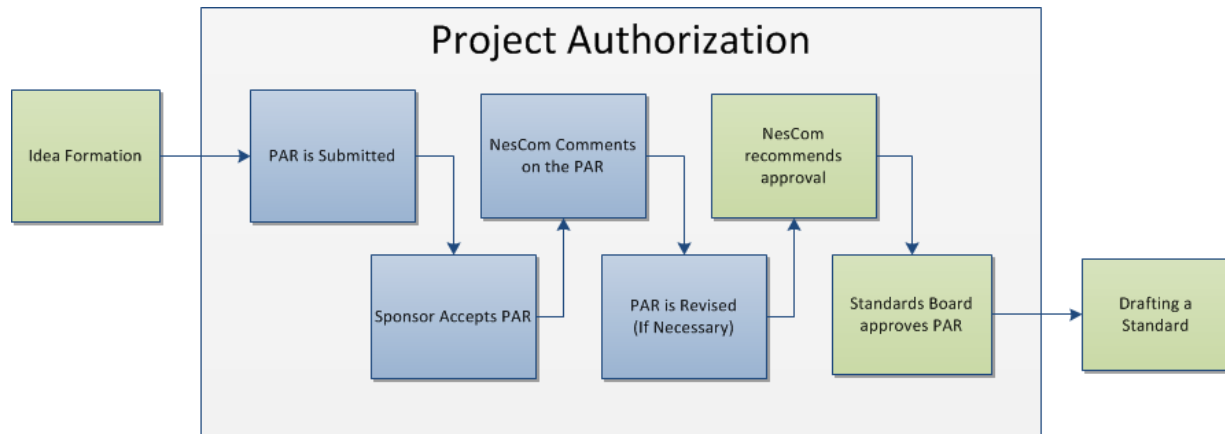 Project Authorization
Idea Formation
PAR is Submitted
Sponsor Accepts PAR
NesCom Comments
on the PAR
PAR is Revised
(If Necessary)
NesCom
recommends
approval
Standards Board
approves PAR
Drafting a
Standard